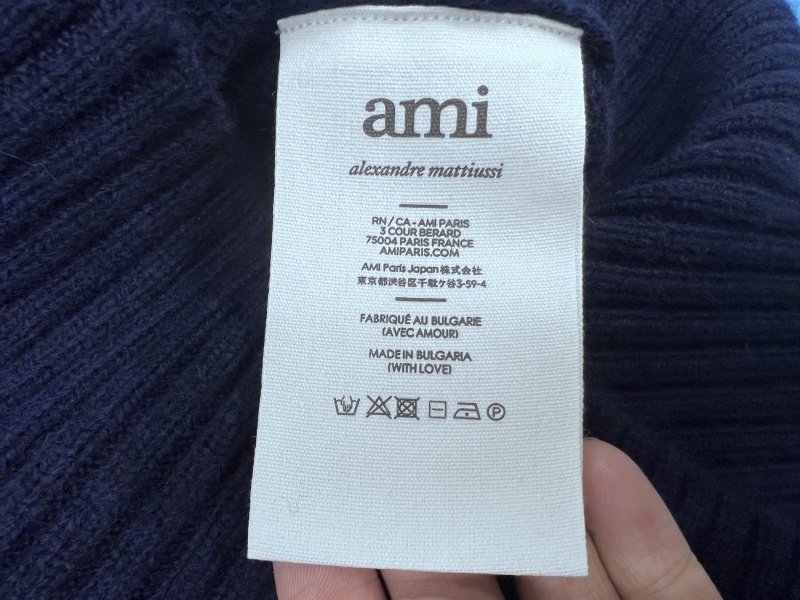 ami
alexandre mattiussi
RN / CA - AMI PARIS
3 COUR BERARD
75004 PARIS FRANCE
AMIPARIS.COM
AMI Paris Japan株式会社
東京都渋谷区千駄ヶ谷3-59-4
FABRIQUÉ AU BULGARIE
(AVEC AMOUR)
MADE IN BULGARIA
(WITH LOVE)
P